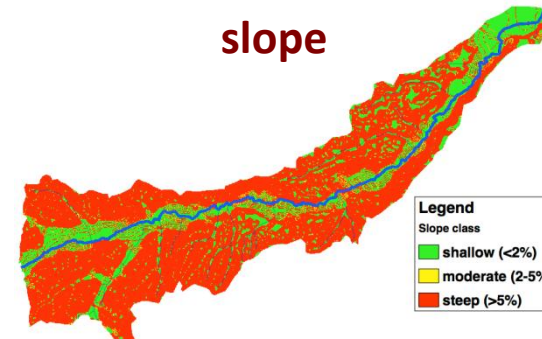 slope
Legend
Slope class
shallow (<2%)
moderate (2-5%
steep (>5%)